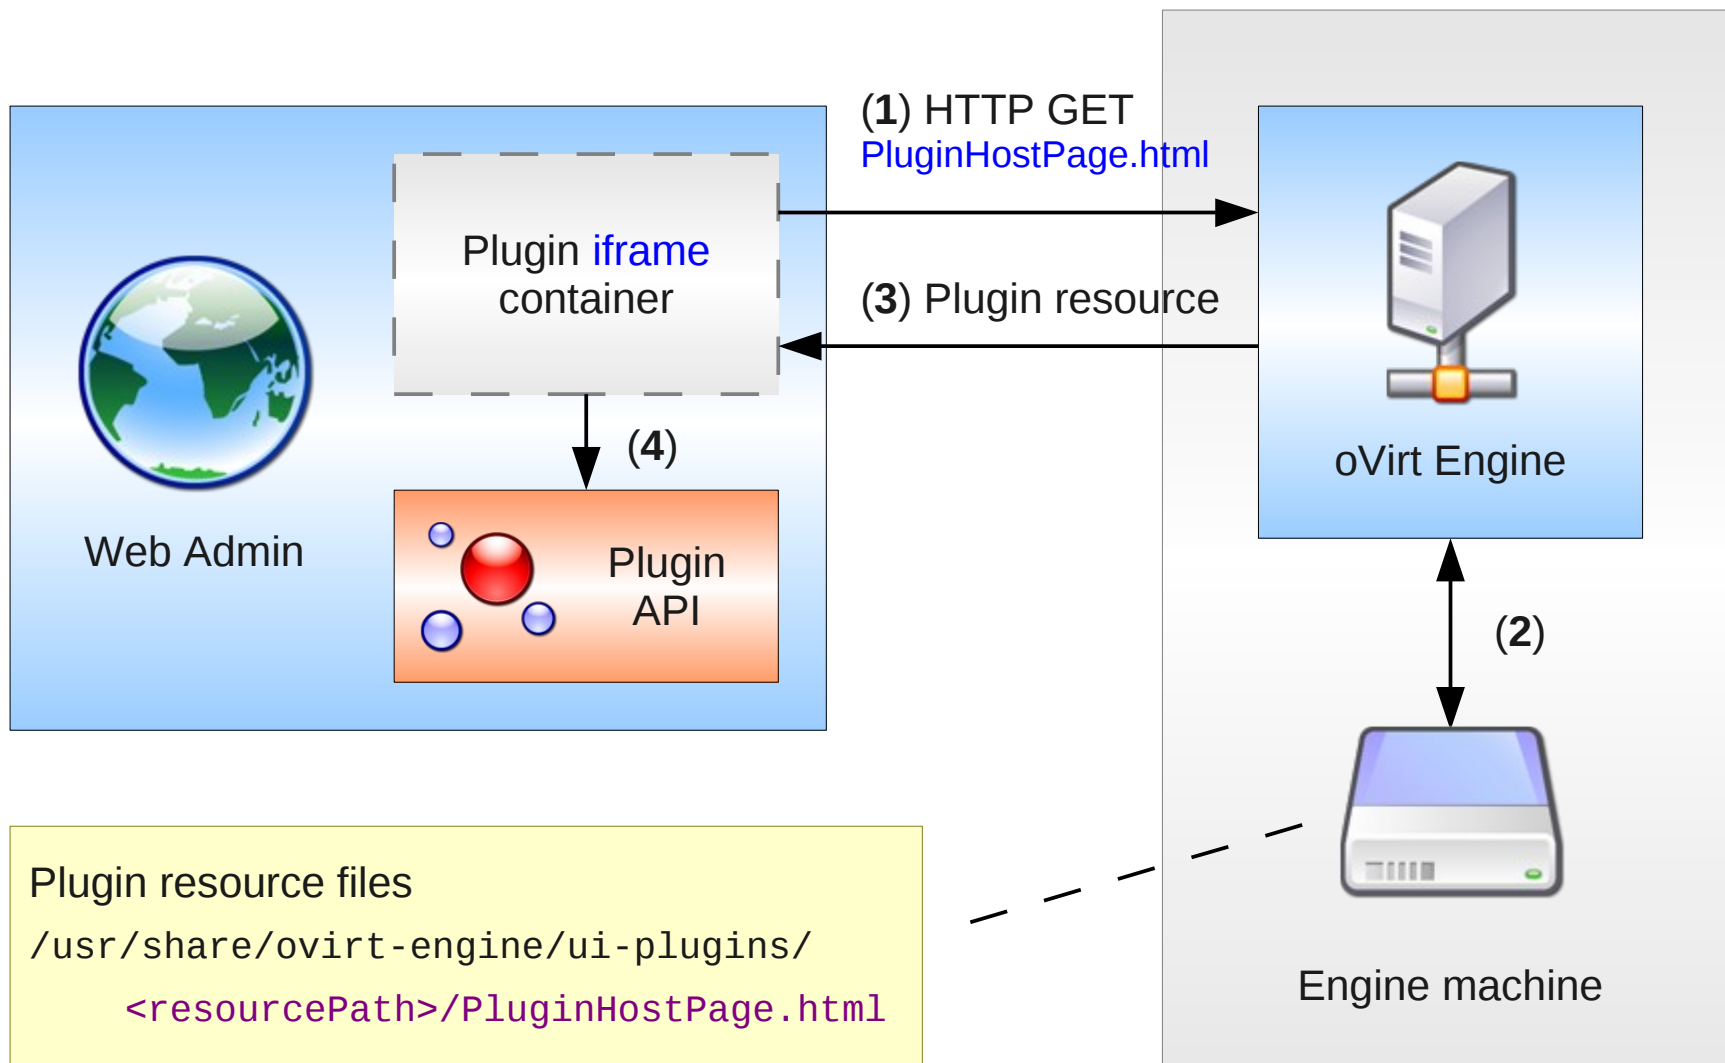 (1) HTTP GET
PluginHostPage.html
Plugin iframe
container
(3) Plugin resource
(4)
oVirt Engine
Web Admin
Plugin
API
(2)
Plugin resource files
/usr/share/ovirt-engine/ui-plugins/
<resourcePath>/PluginHostPage.html
Engine machine